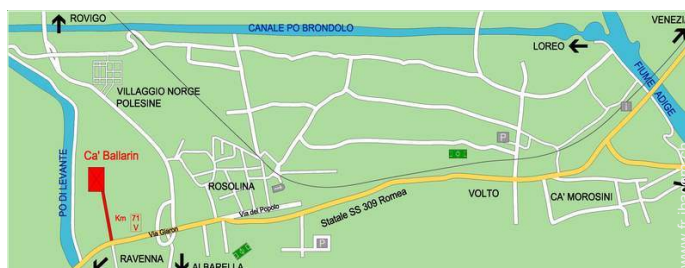 ROVIGO
CANALE PO BRONDOLO
VENEZIA
LOREO
FIUME ADIGE
VILLAGGIO NORGE
POLESINE
PO DI LEVANTE
Ca' Ballarin
ROSOLINA
P
VOLTO
CA' MOROSINI
Km 71
V
Via Giaron
Via del Popolo
Statale SS 309 Romea
P
RAVENNA
ALBARELLA